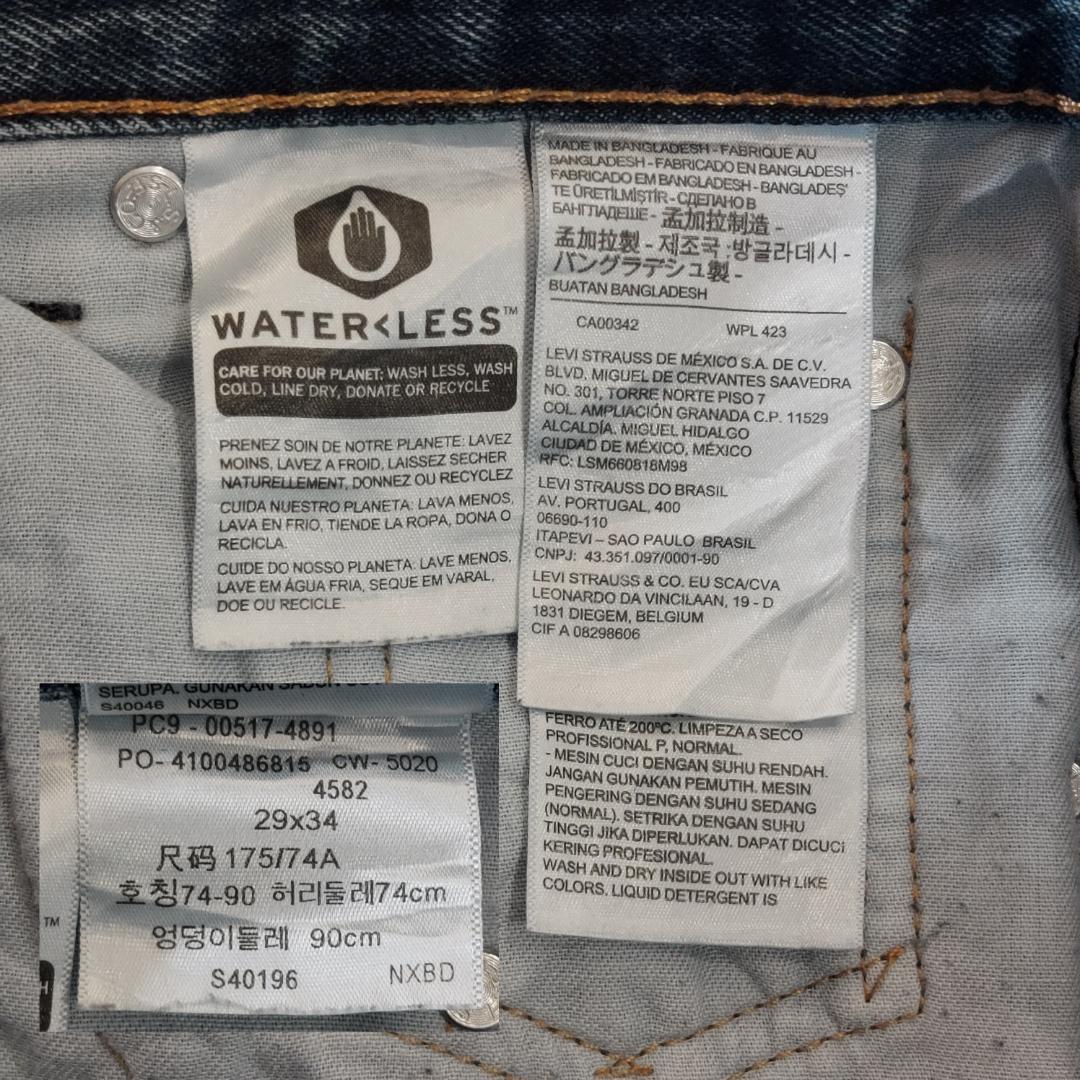 WATER<LESS™
CARE FOR OUR PLANET: WASH LESS, WASH
COLD, LINE DRY, DONATE OR RECYCLE
PRENEZ SOIN DE NOTRE PLANETE: LAVEZ
MOINS, LAVEZ A FROID, LAISSEZ SECHER
NATURELLEMENT, DONNEZ OU RECYCLEZ
CUIDA NUESTRO PLANETA: LAVA MENOS,
LAVA EN FRIO, TIENDE LA ROPA, DONA O
RECICLA.
CUIDE DO NOSSO PLANETA: LAVE MENOS,
LAVE EM ÁGUA FRIA, SEQUE EM VARAL,
DOE OU RECICLE.
MADE IN BANGLADESH - FABRIQUE AU
BANGLADESH - FABRICADO EN BANGLADESH -
FABRICADO EM BANGLADESH - BANGLADEŞ'
TE ÜRETİLMİŞTİR - СДЕЛАНО В
БАНГЛАДЕШЕ - 孟加拉制造 -
孟加拉製 - 제조국 : 방글라데시 -
バングラデシュ製 -
BUATAN BANGLADESH
CA00342 WPL 423
LEVI STRAUSS DE MÉXICO S.A. DE C.V.
BLVD. MIGUEL DE CERVANTES SAAVEDRA
NO. 301, TORRE NORTE PISO 7
COL. AMPLIACIÓN GRANADA C.P. 11529
ALCALDÍA. MIGUEL HIDALGO
CIUDAD DE MÉXICO, MÉXICO
RFC: LSM660818M98
LEVI STRAUSS DO BRASIL
AV. PORTUGAL, 400
06690-110
ITAPEVI – SAO PAULO BRASIL
CNPJ: 43.351.097/0001-90
LEVI STRAUSS & CO. EU SCA/CVA
LEONARDO DA VINCILAAN, 19 - D
1831 DIEGEM, BELGIUM
CIF A 08298606
FERRO ATÉ 200ºC. LIMPEZA A SECO
PROFISSIONAL P, NORMAL.
- MESIN CUCI DENGAN SUHU RENDAH.
JANGAN GUNAKAN PEMUTIH. MESIN
PENGERING DENGAN SUHU SEDANG
(NORMAL). SETRIKA DENGAN SUHU
TINGGI JIKA DIPERLUKAN. DAPAT DICUCI
KERING PROFESIONAL.
WASH AND DRY INSIDE OUT WITH LIKE
COLORS. LIQUID DETERGENT IS
SERUPA. GUNAKAN
S40046 NXBD
PC9 - 00517-4891
PO- 4100486815 CW- 5020
4582
29x34
尺码 175/74A
호칭74-90 허리둘레74cm
엉덩이둘레 90cm
S40196 NXBD
TM
H